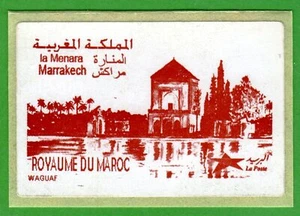 المملكة المغربية
la Menara المنارة
Marrakech مراكش
ROYAUME DU MAROC
WAGUAF
البريد
La Poste